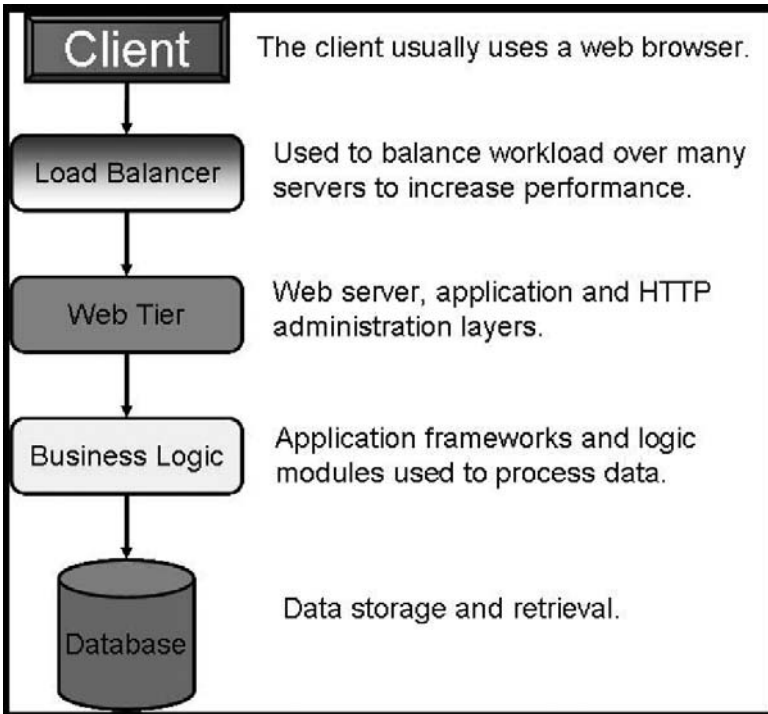 Client
The client usually uses a web browser.
Load Balancer
Used to balance workload over many
servers to increase performance.
Web Tier
Web server, application and HTTP
administration layers.
Business Logic
Application frameworks and logic
modules used to process data.
Database
Data storage and retrieval.